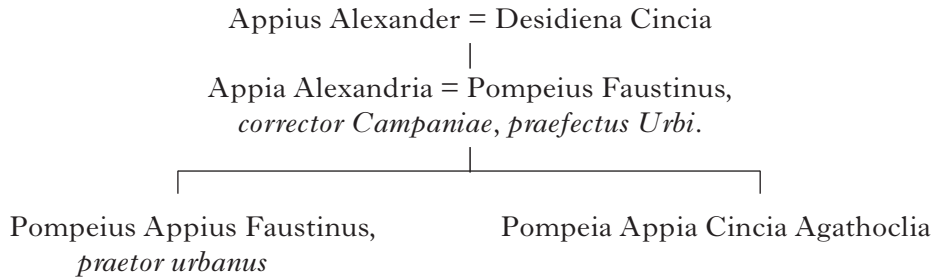 Appius Alexander = Desidiena Cincia
Appia Alexandria = Pompeius Faustinus,
corrector Campaniae, praefectus Urbi.
Pompeius Appius Faustinus,
praetor urbanus
Pompeia Appia Cincia Agathoclia